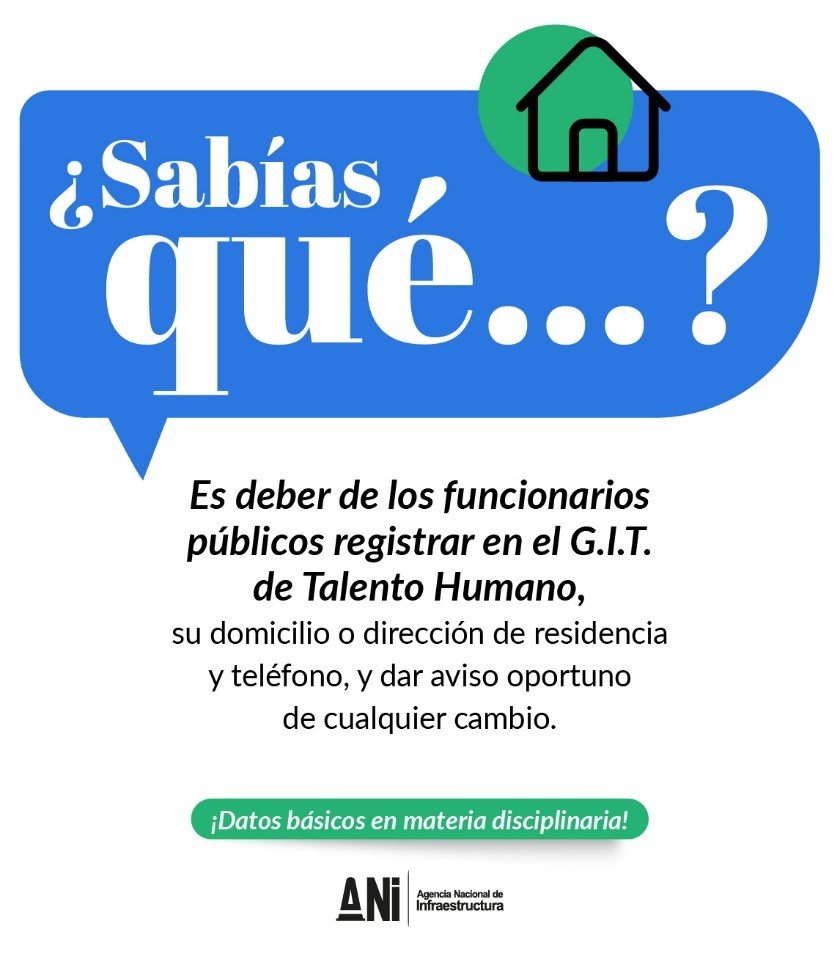 ¿Sabías
qué...?
Es deber de los funcionarios
públicos registrar en el G.I.T.
de Talento Humano,
su domicilio o dirección de residencia
y teléfono, y dar aviso oportuno
de cualquier cambio.
¡Datos básicos en materia disciplinaria!
ANi
Agencia Nacional de
Infraestructura